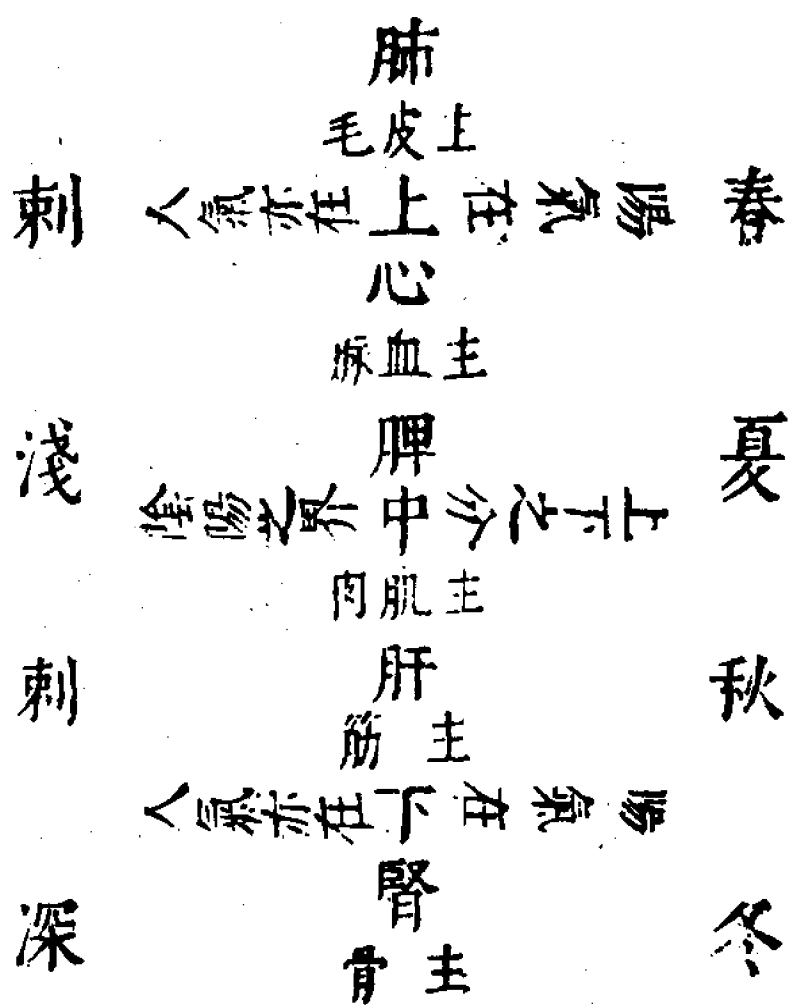 春夏秋冬
肺
上皮毛
陽氣在上人氣亦在
心
主血脉
脾
上下之分中陰陽之界
主肌肉
肝
主筋
陽氣在下人氣亦在
腎
主骨
刺淺刺深